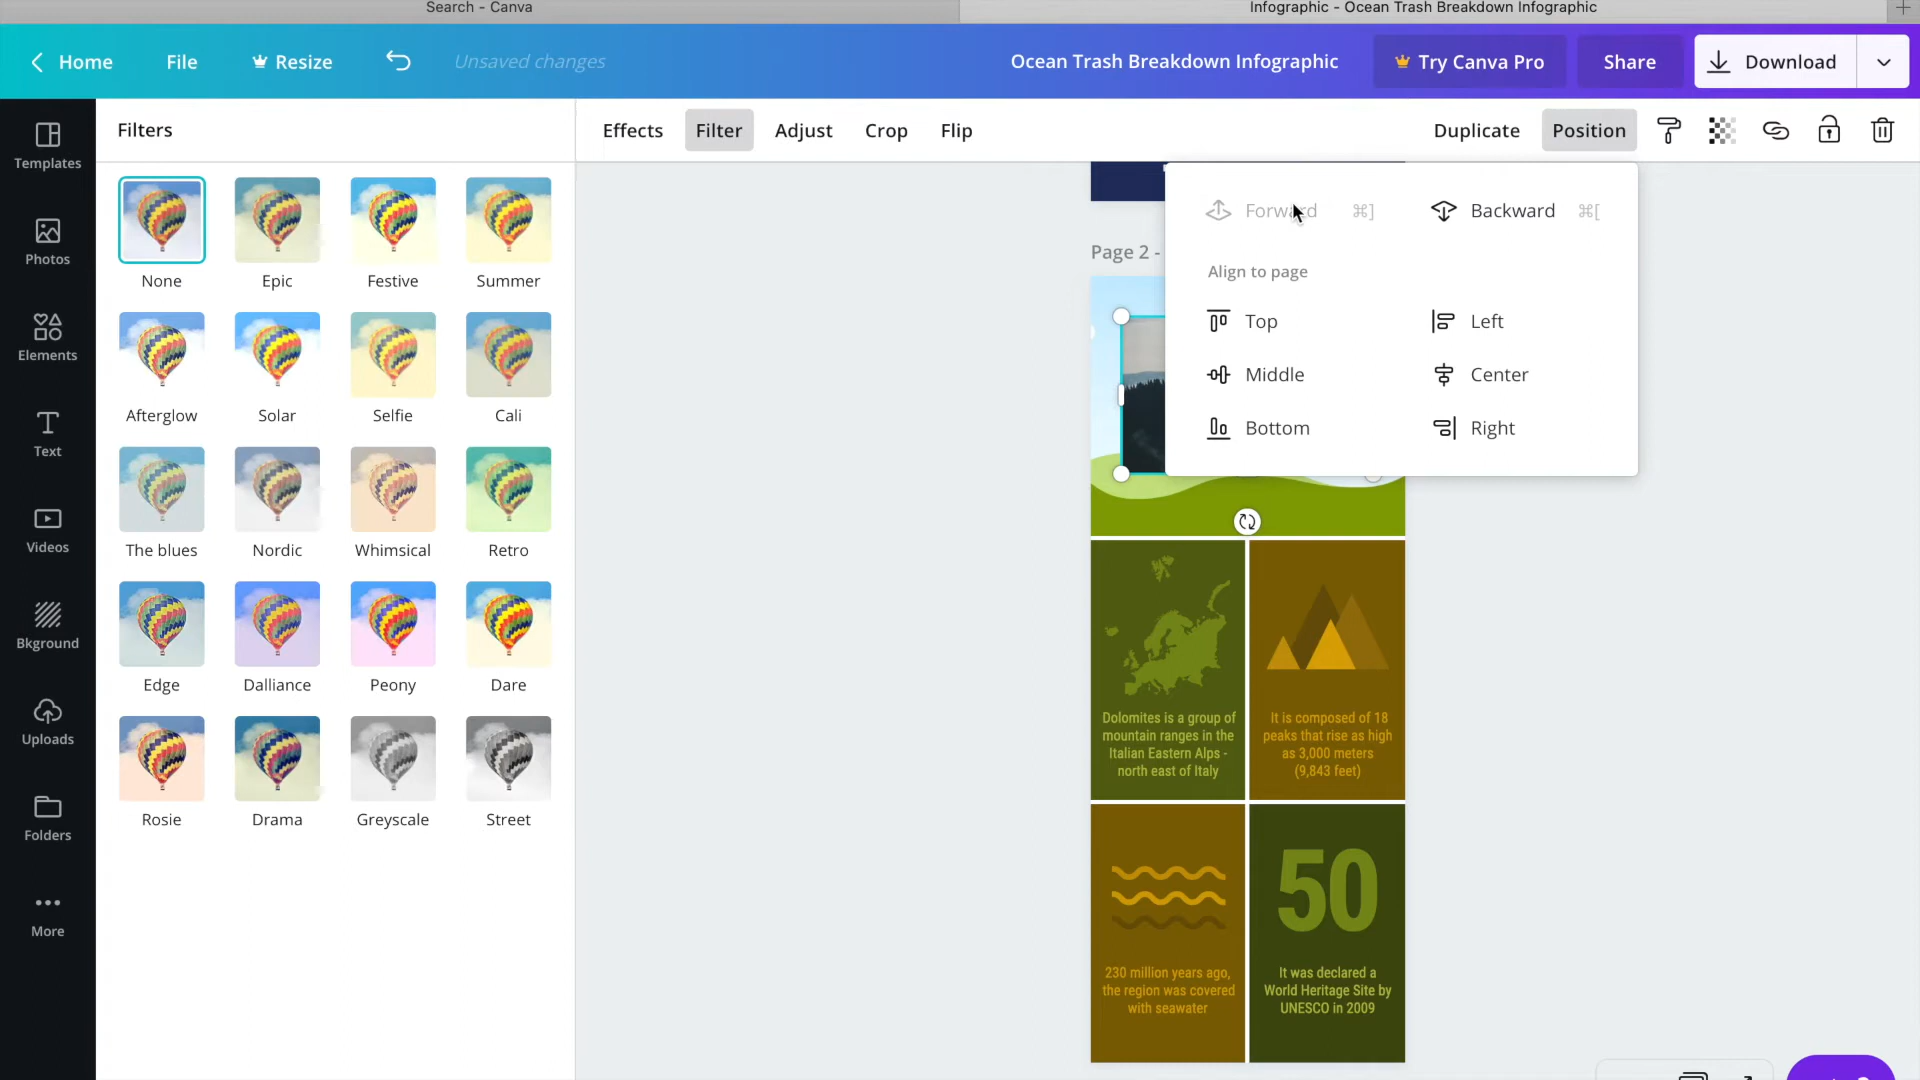 Search - Canva
Infographic - Ocean Trash Breakdown Infographic
Home
File
Resize
Unsaved changes
Ocean Trash Breakdown Infographic
Try Canva Pro
Share
Download
Templates
Photos
Elements
Text
Videos
Bkground
Uploads
Folders
More
Filters
None
Epic
Festive
Summer
Afterglow
Solar
Selfie
Cali
The blues
Nordic
Whimsical
Retro
Edge
Dalliance
Peony
Dare
Rosie
Drama
Greyscale
Street
Effects
Filter
Adjust
Crop
Flip
Duplicate
Position
Forward ⌘]
Backward ⌘[
Align to page
Top
Left
Middle
Center
Bottom
Right
Page 2 -
Dolomites is a group of
mountain ranges in the
Italian Eastern Alps -
north east of Italy
It is composed of 18
peaks that rise as high
as 3,000 meters
(9,843 feet)
230 million years ago,
the region was covered
with seawater
50
It was declared a
World Heritage Site by
UNESCO in 2009